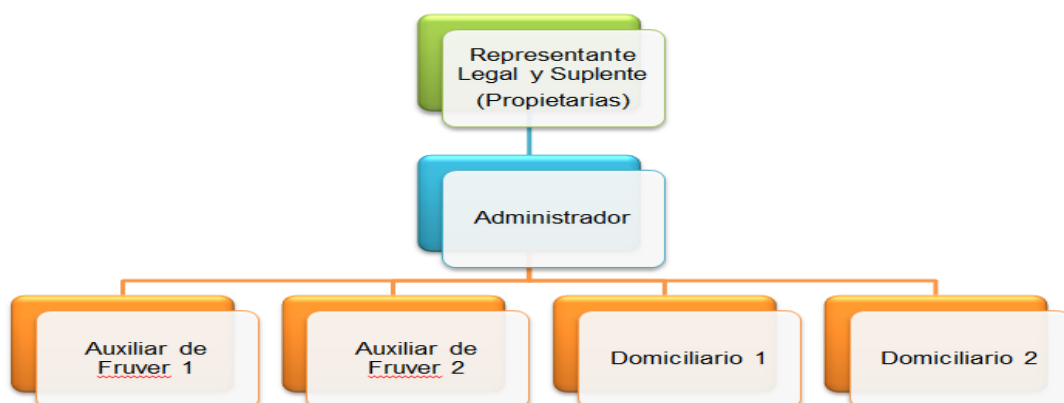 Representante
Legal y Suplente
(Propietarias)
Administrador
Auxiliar de
Fruver 1
Auxiliar de
Fruver 2
Domiciliario 1
Domiciliario 2